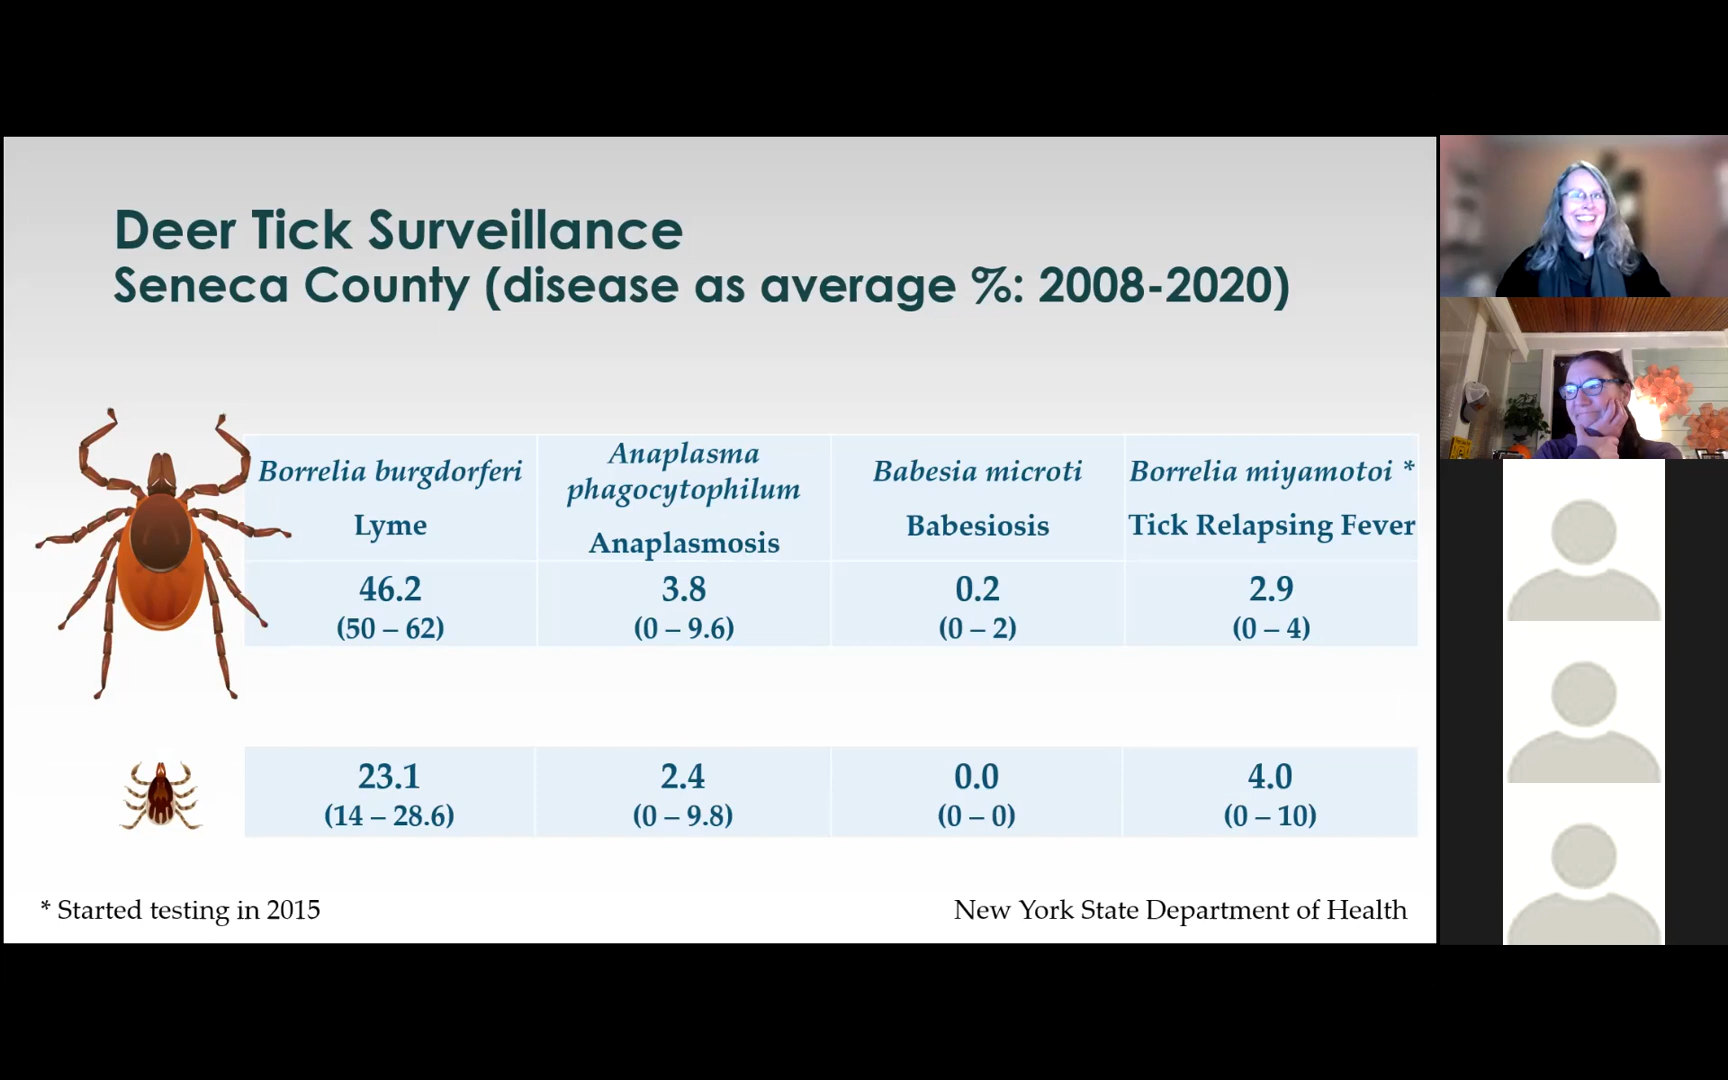 Deer Tick Surveillance
Seneca County (disease as average %: 2008-2020)
Borrelia burgdorferi
Lyme
Anaplasma
phagocytophilum
Anaplasmosis
Babesia microti
Babesiosis
Borrelia miyamotoi *
Tick Relapsing Fever
46.2
(50 – 62)
3.8
(0 – 9.6)
0.2
(0 – 2)
2.9
(0 – 4)
23.1
(14 – 28.6)
2.4
(0 – 9.8)
0.0
(0 – 0)
4.0
(0 – 10)
* Started testing in 2015
New York State Department of Health